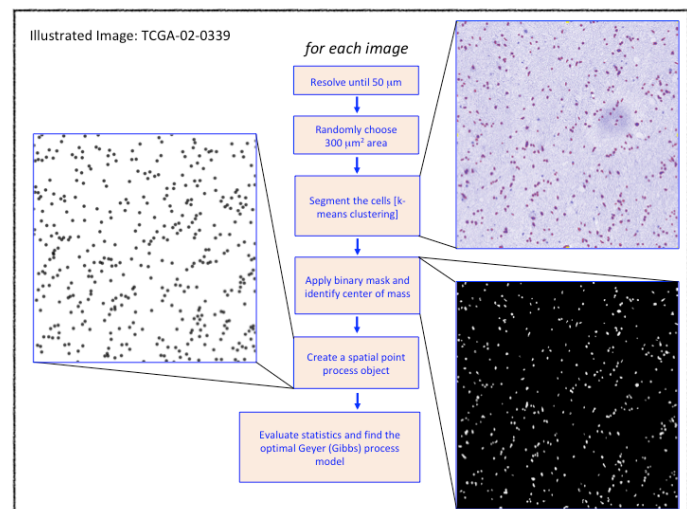 Illustrated Image: TCGA-02-0339
for each image
Resolve until 50 μm
Randomly choose
300 μm² area
Segment the cells [k-
means clustering]
Apply binary mask and
identify center of mass
Create a spatial point
process object
Evaluate statistics and find the
optimal Geyer (Gibbs) process
model